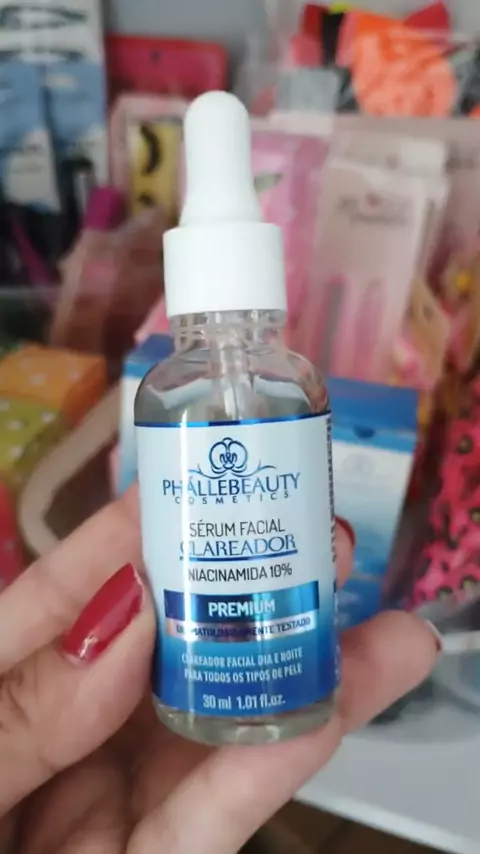 PHÁLLEBEAUTY
COSMETICS
SÉRUM FACIAL
CLAREADOR
NIACINAMIDA 10%
PREMIUM
DERMATOLOGICAMENTE TESTADO
CLAREADOR FACIAL DIA E NOITE
PARA TODOS OS TIPOS DE PELE
30 ml 1.01 fl.oz.